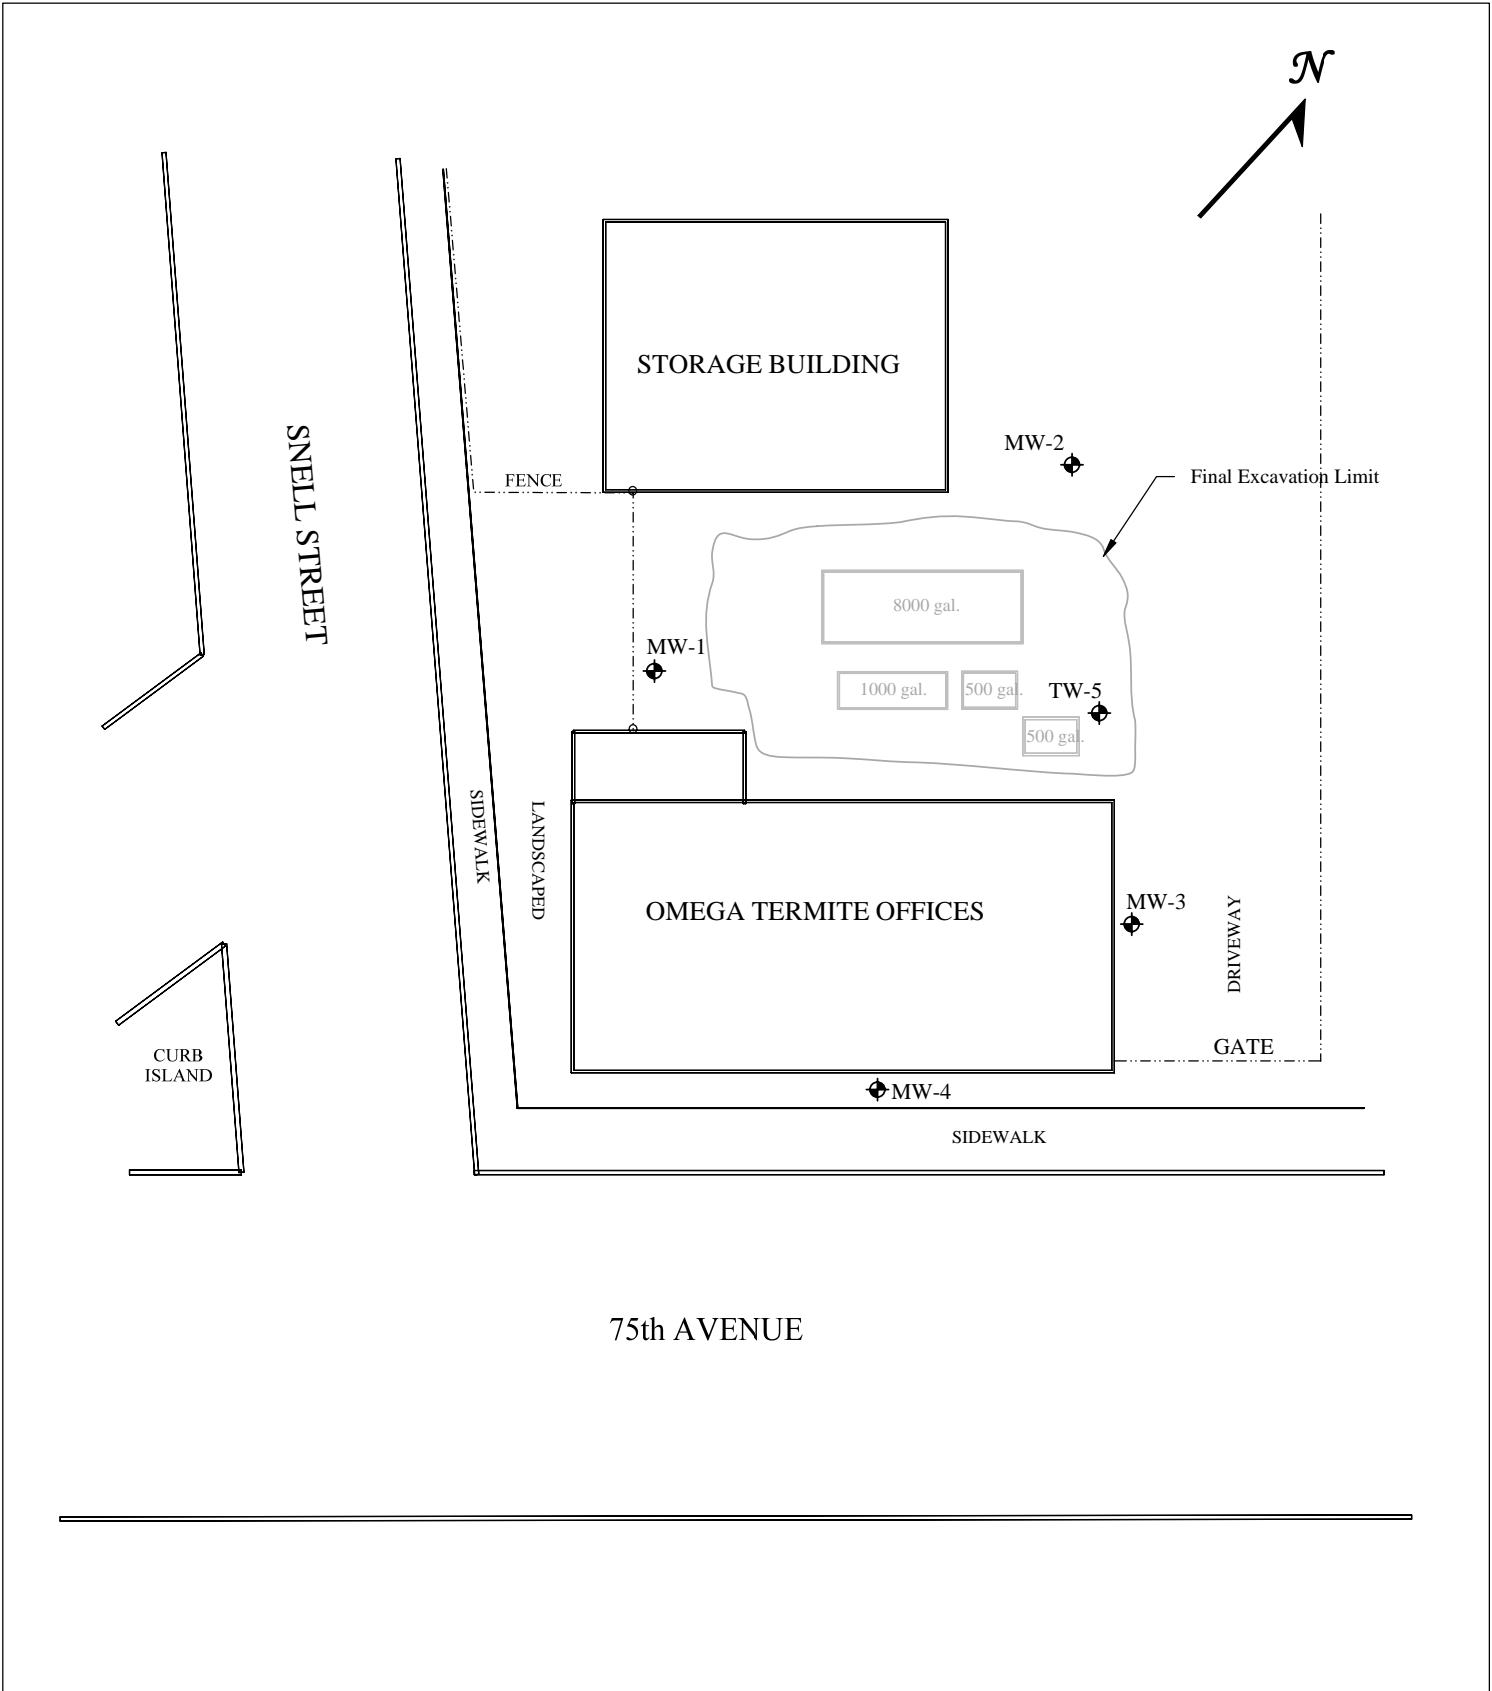 N
STORAGE BUILDING
SNELL STREET
MW-2
Final Excavation Limit
FENCE
8000 gal.
MW-1
1000 gal.
500 gal.
TW-5
500 gal.
SIDEWALK
LANDSCAPED
OMEGA TERMITE OFFICES
MW-3
DRIVEWAY
CURB
ISLAND
GATE
MW-4
SIDEWALK
75th AVENUE